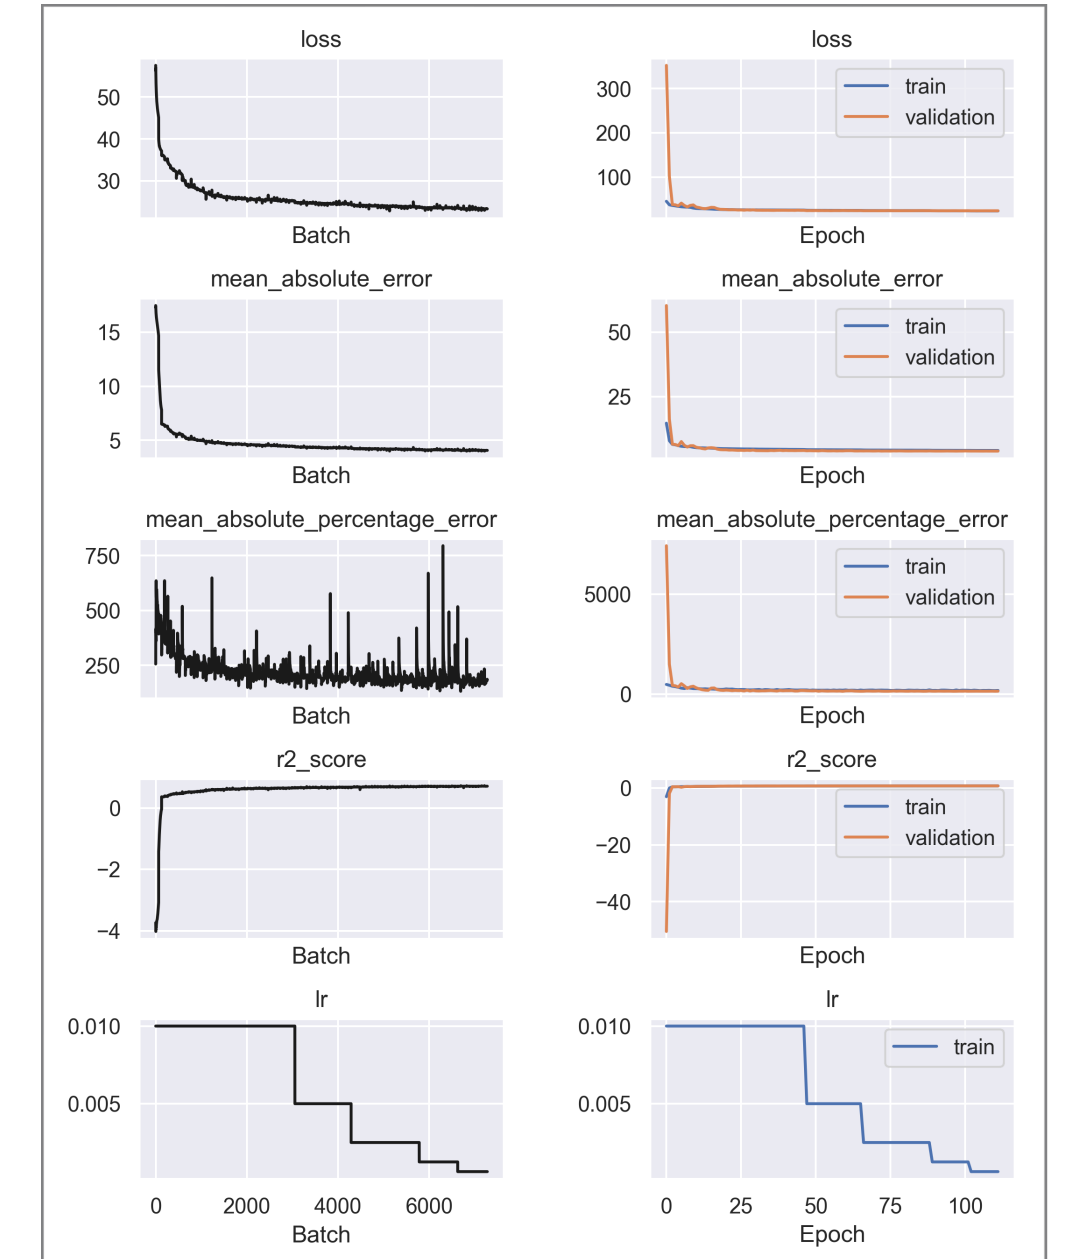 loss
50
40
30
Batch
loss
300
200
100
train
validation
Epoch
mean_absolute_error
15
10
5
Batch
mean_absolute_error
50
25
train
validation
Epoch
mean_absolute_percentage_error
750
500
250
Batch
mean_absolute_percentage_error
5000
0
train
validation
Epoch
r2_score
0
−2
−4
Batch
r2_score
0
−20
−40
train
validation
Epoch
lr
0.010
0.005
0 2000 4000 6000
Batch
lr
0.010
0.005
train
0 25 50 75 100
Epoch